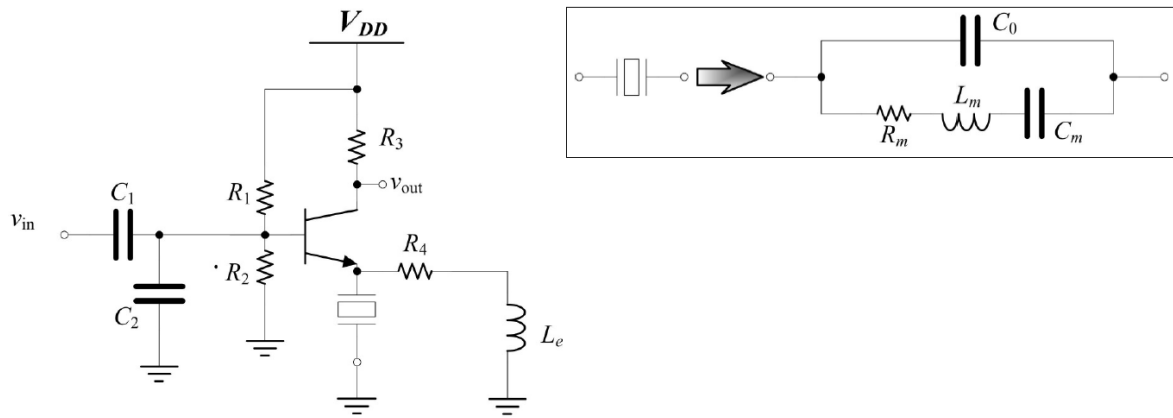 V_DD
R_3
v_out
C_1
R_1
v_in
R_4
R_2
C_2
L_e
C_0
L_m
R_m
C_m